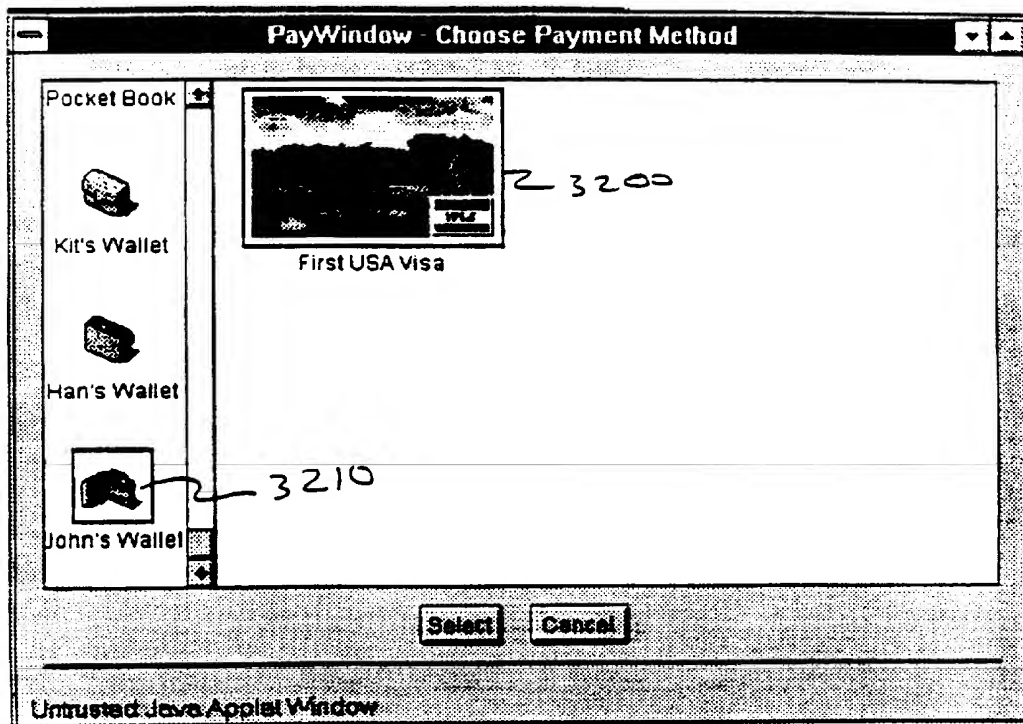 PayWindow - Choose Payment Method
Pocket Book
3200
Kit's Wallet
First USA Visa
Han's Wallet
3210
John's Wallet
Select
Cancel
Untrusted Java Applet Window